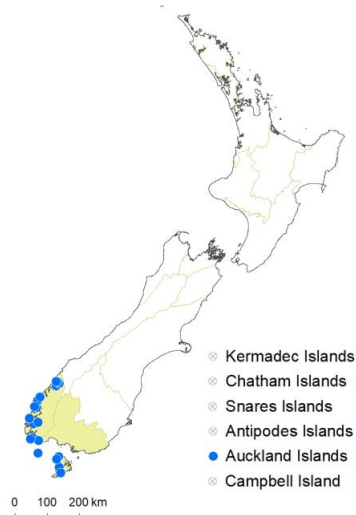 Kermadec Islands
Chatham Islands
Snares Islands
Antipodes Islands
Auckland Islands
Campbell Island
0 100 200 km